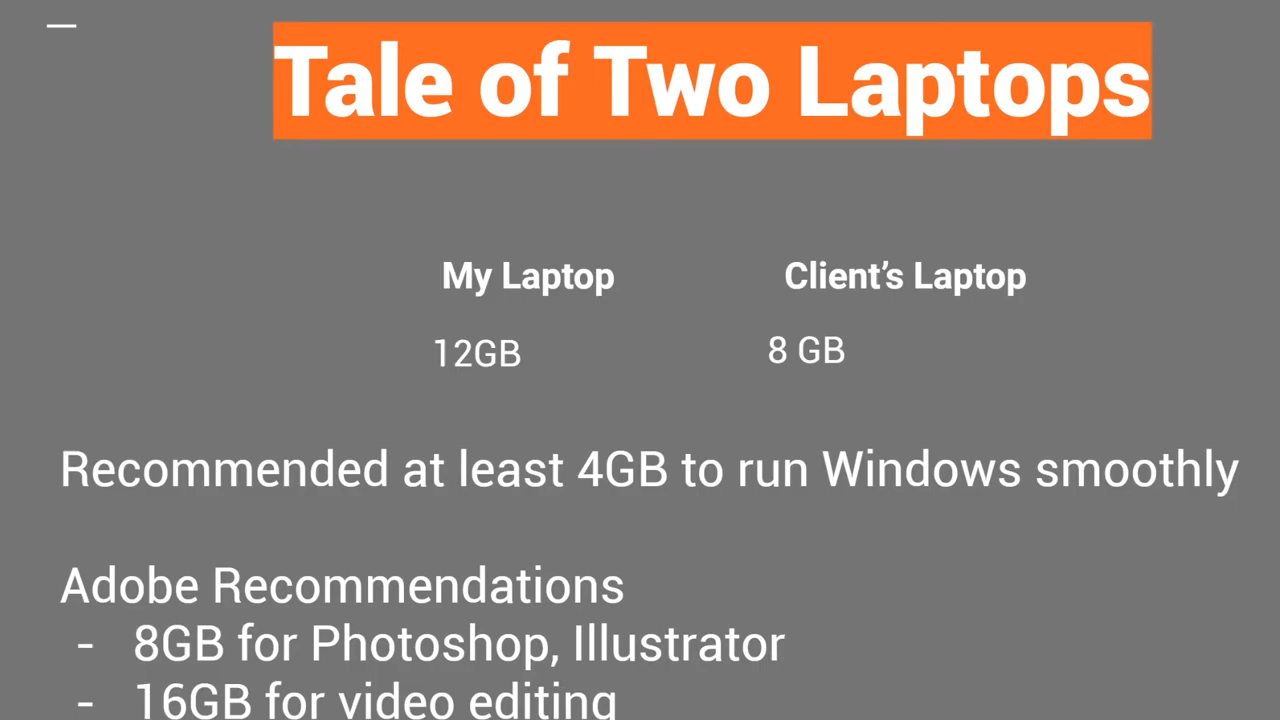 Tale of Two Laptops
My Laptop Client’s Laptop
12GB 8 GB
Recommended at least 4GB to run Windows smoothly
Adobe Recommendations
- 8GB for Photoshop, Illustrator
- 16GB for video editing